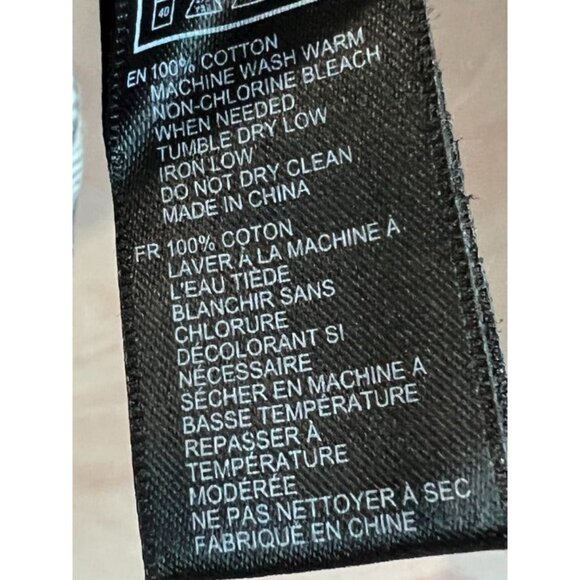 40
EN 100% COTTON
MACHINE WASH WARM
NON-CHLORINE BLEACH
WHEN NEEDED
TUMBLE DRY LOW
IRON LOW
DO NOT DRY CLEAN
MADE IN CHINA
FR 100% COTON
LAVER À LA MACHINE À
L'EAU TIÈDE
BLANCHIR SANS
CHLORURE
DÉCOLORANT SI
NÉCESSAIRE
SÉCHER EN MACHINE A
BASSE TEMPÉRATURE
REPASSER À
TEMPÉRATURE
MODÉRÉE
NE PAS NETTOYER À SEC
FABRIQUÉ EN CHINE